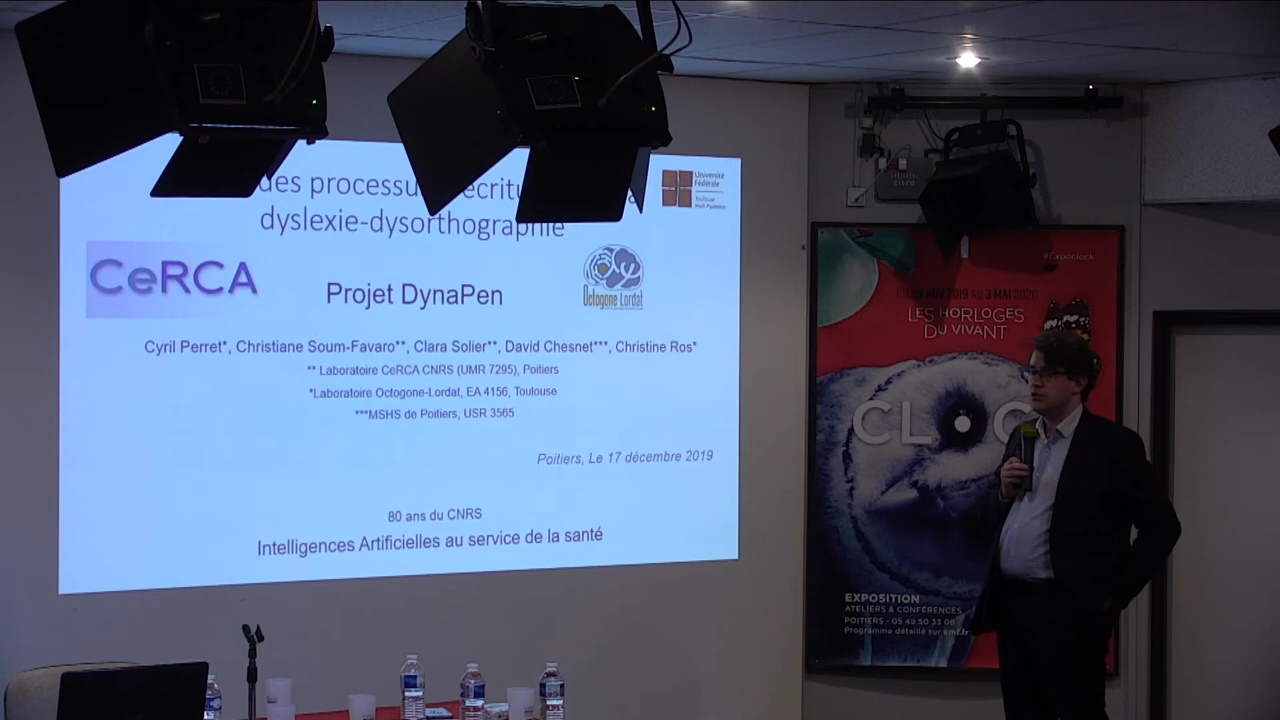 des
dyslexie-dysorthographie
Université
Fédérale
Toulouse
Midi-Pyrénées
CeRCA
Octogone Lordat
Projet DynaPen
Cyril Perret*, Christiane Soum-Favaro**, Clara Solier**, David Chesnet***, Christine Ros*
** Laboratoire CeRCA CNRS (UMR 7295), Poitiers
*Laboratoire Octogone-Lordat, EA 4156, Toulouse
***MSHS de Poitiers, USR 3565
Poitiers, Le 17 décembre 2019
80 ans du CNRS
Intelligences Artificielles au service de la santé
cisco
#Expoclock
NOV 2019 AU 3 MAI 2020
LES HORLOGES
DU VIVANT
CL C
EXPOSITION
ATELIERS & CONFÉRENCES
POITIERS - 05 49 50 33 08
Programme détaillé sur emf.fr